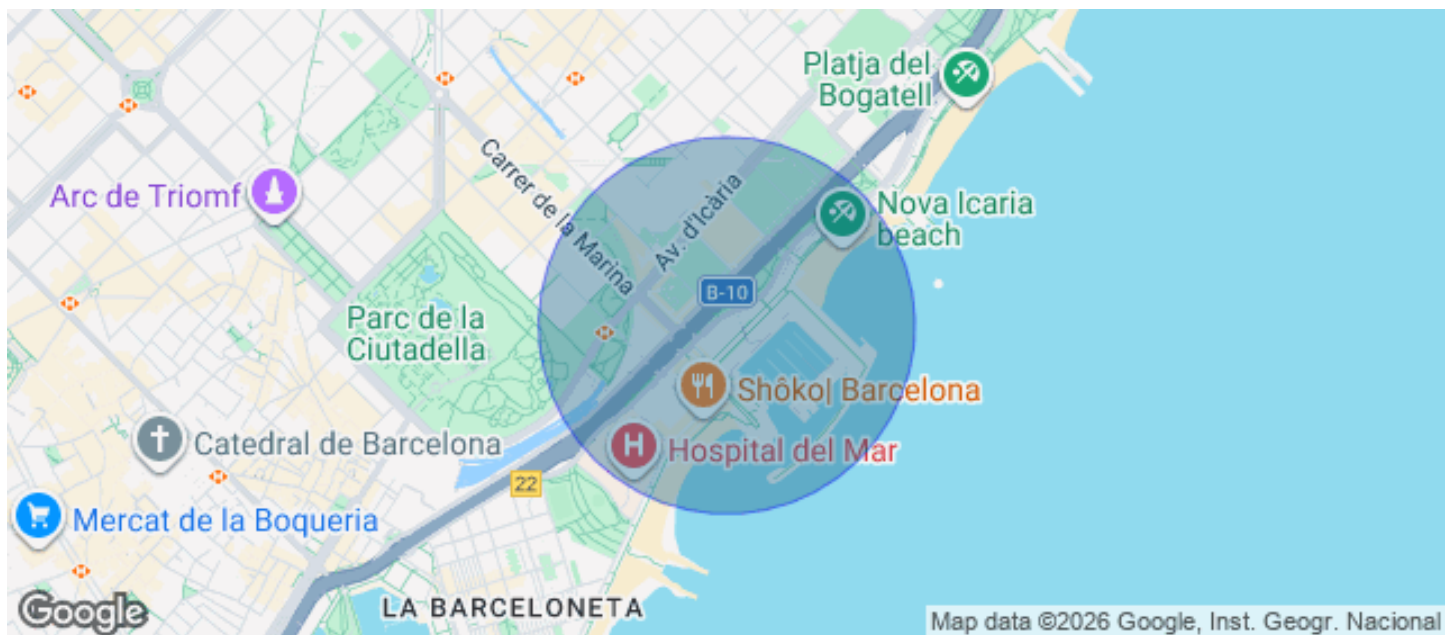 Platja del
Bogatell
Carrer de la Marina
Arc de Triomf
Av. d'Icària
Nova Icaria
beach
B-10
Parc de la
Ciutadella
Shôko| Barcelona
Catedral de Barcelona
Hospital del Mar
22
Mercat de la Boqueria
LA BARCELONETA
Google
Map data ©2026 Google, Inst. Geogr. Nacional